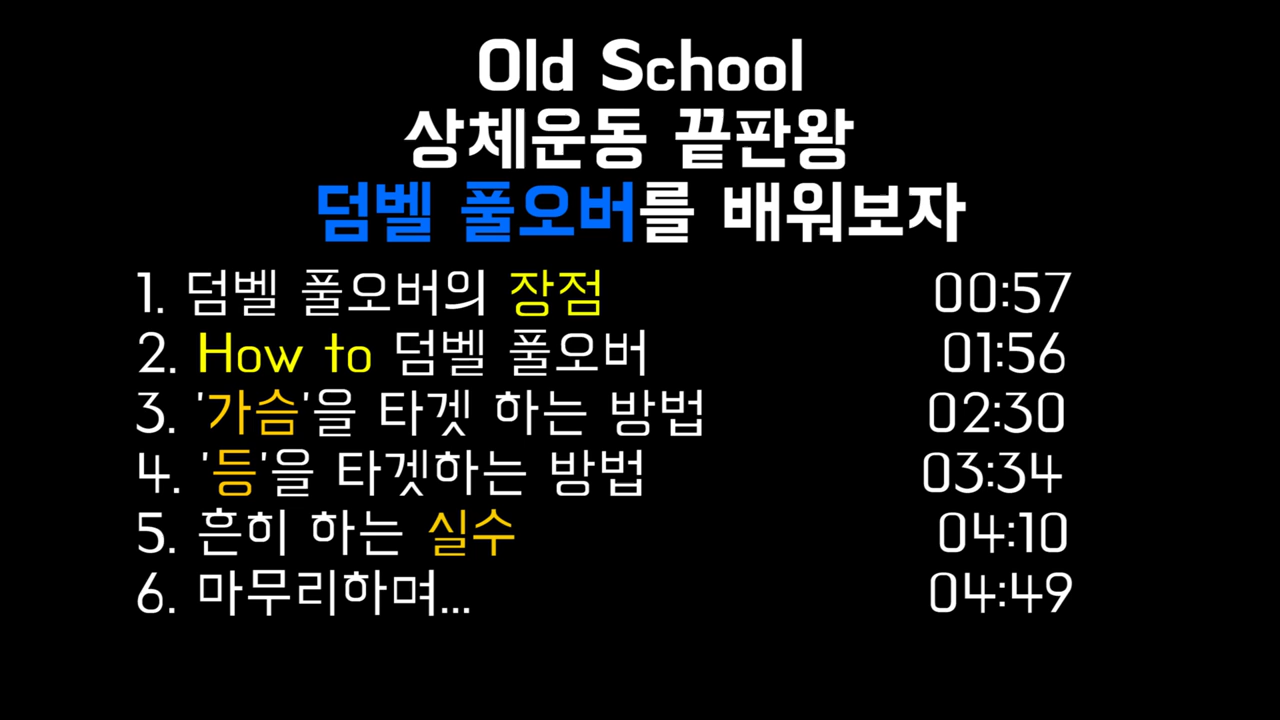 Old School
상체운동 끝판왕
덤벨 풀오버를 배워보자
1. 덤벨 풀오버의 장점 00:57
2. How to 덤벨 풀오버 01:56
3. '가슴'을 타겟 하는 방법 02:30
4. '등'을 타겟하는 방법 03:34
5. 흔히 하는 실수 04:10
6. 마무리하며... 04:49